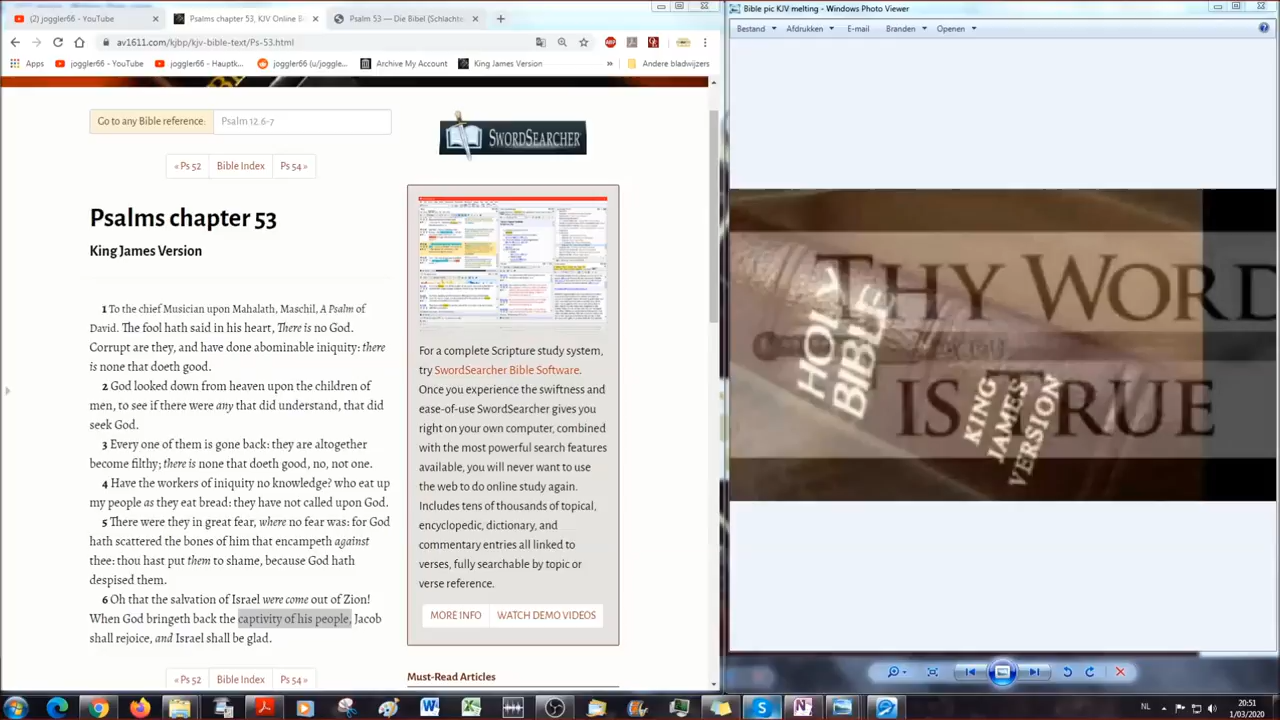 (2) joggler66 - YouTube
Psalms chapter 53, KJV Online B
Psalm 53 — Die Bibel (Schlachte
av1611.com/kjbp/kjv-bible-text/Ps-53.html
Apps
joggler66 - YouTube
joggler66 - Hauptk...
joggler66 (u/joggle...
Archive My Account
King James Version
»
Andere bladwijzers
Go to any Bible reference:
Psalm 12.6-7
SWORDSEARCHER
« Ps 52
Bible Index
Ps 54 »
Psalms chapter 53
King James Version
1 To the chief Musician upon Mahalath, Maschil, A Psalm of
David. The fool hath said in his heart, There is no God.
Corrupt are they, and have done abominable iniquity: there
is none that doeth good.
2 God looked down from heaven upon the children of
men, to see if there were any that did understand, that did
seek God.
3 Every one of them is gone back: they are altogether
become filthy; there is none that doeth good, no, not one.
4 Have the workers of iniquity no knowledge? who eat up
my people as they eat bread: they have not called upon God.
5 There were they in great fear, where no fear was: for God
hath scattered the bones of him that encampeth against
thee: thou hast put them to shame, because God hath
despised them.
6 Oh that the salvation of Israel were come out of Zion!
When God bringeth back the captivity of his people, Jacob
shall rejoice, and Israel shall be glad.
« Ps 52
Bible Index
Ps 54 »
For a complete Scripture study system,
try SwordSearcher Bible Software.
Once you experience the swiftness and
ease-of-use SwordSearcher gives you
right on your own computer, combined
with the most powerful search features
available, you will never want to use
the web to do online study again.
Includes tens of thousands of topical,
encyclopedic, dictionary, and
commentary entries all linked to
verses, fully searchable by topic or
verse reference.
MORE INFO
WATCH DEMO VIDEOS
Must-Read Articles
Bible pic KJV melting - Windows Photo Viewer
Bestand
Afdrukken
E-mail
Branden
Openen
HOLY
BIBLE
IS TRUE
KING
JAMES
VERSION
NL
20:51
1/03/2020